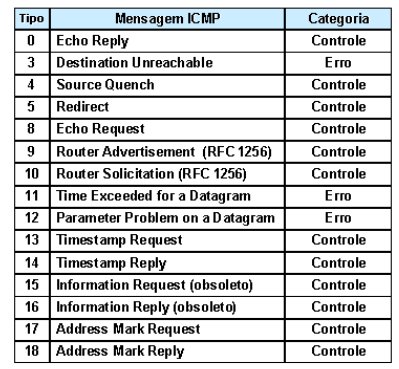 Tipo Mensagem ICMP Categoria
0 Echo Reply Controle
3 Destination Unreachable Erro
4 Source Quench Controle
5 Redirect Controle
8 Echo Request Controle
9 Router Advertisement (RFC 1256) Controle
10 Router Solicitation (RFC 1256) Controle
11 Time Exceeded for a Datagram Erro
12 Parameter Problem on a Datagram Erro
13 Timestamp Request Controle
14 Timestamp Reply Controle
15 Information Request (obsoleto) Controle
16 Information Reply (obsoleto) Controle
17 Address Mark Request Controle
18 Address Mark Reply Controle